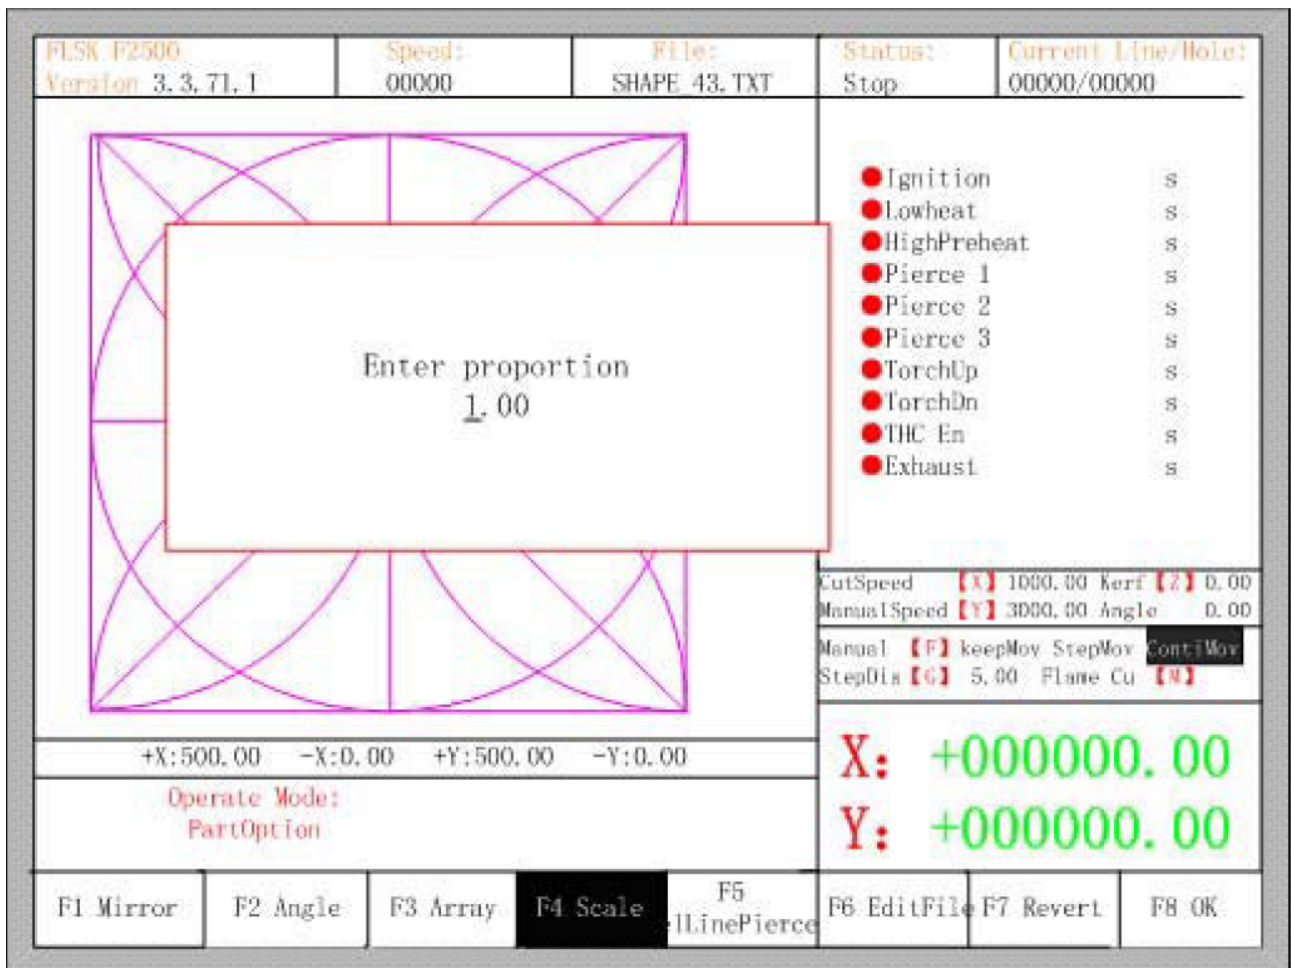 FLSK F2500
Version 3.3.71.1
Speed:
00000
File:
SHAPE_43.TXT
Status:
Stop
Current Line/Hole:
00000/00000
Ignition s
Lowheat s
HighPreheat s
Pierce 1 s
Pierce 2 s
Pierce 3 s
TorchUp s
TorchDn s
THC En s
Exhaust s
Enter proportion
1.00
CutSpeed 【X】 1000.00 Kerf【Z】 0.00
ManualSpeed【Y】 3000.00 Angle 0.00
Manual 【F】 keepMov StepMov ContiMov
StepDis【G】 5.00 Flame Cu 【M】
+X:500.00 -X:0.00 +Y:500.00 -Y:0.00
Operate Mode:
PartOption
X: +000000.00
Y: +000000.00
F1 Mirror
F2 Angle
F3 Array
F4 Scale
F5
elLinePierce
F6 EditFile
F7 Revert
F8 OK